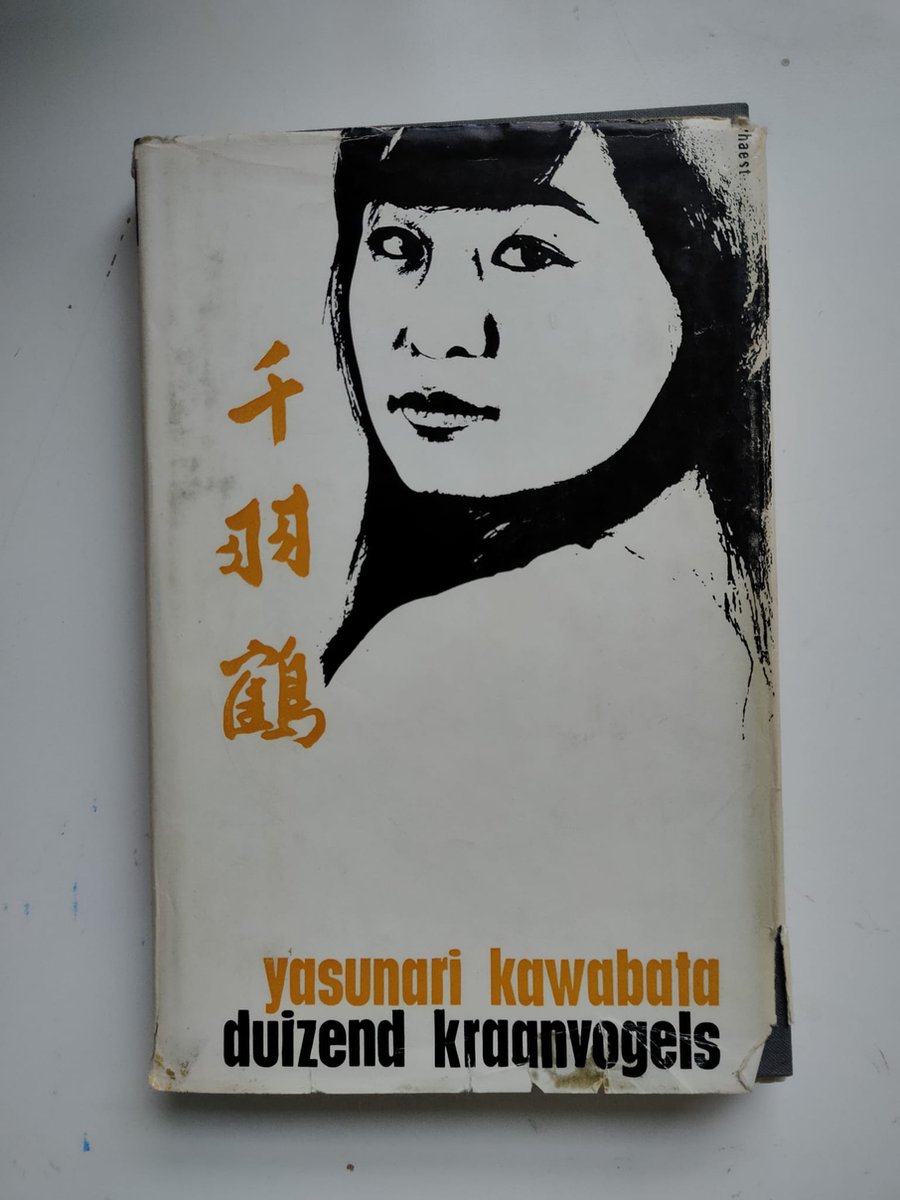 千羽鶴
yasunari kawabata
duizend kraanvogels